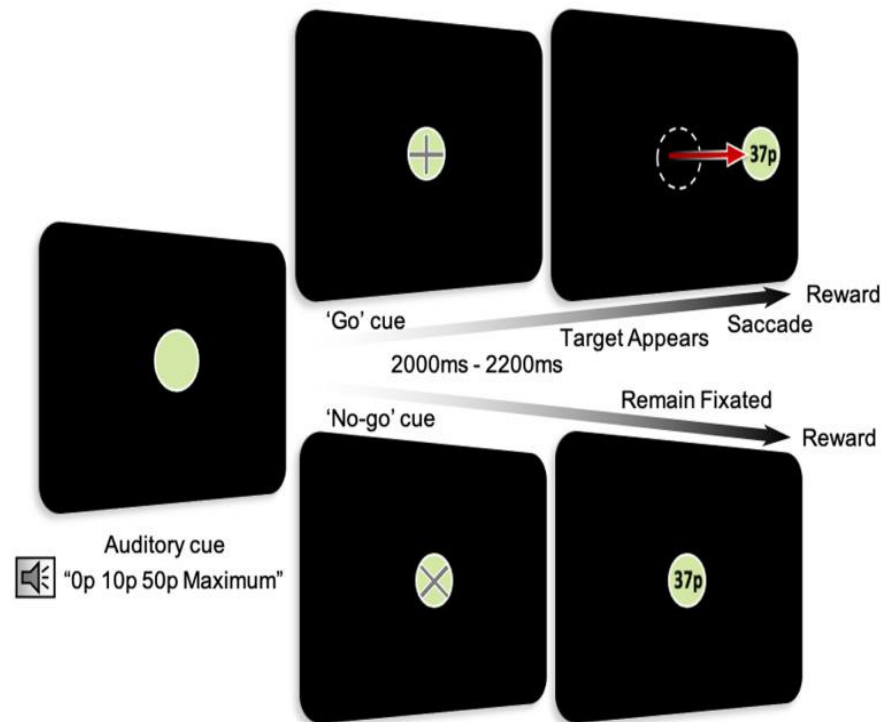 37p
Reward
Saccade
Target Appears
'Go' cue
2000ms - 2200ms
Remain Fixated
'No-go' cue
Reward
Auditory cue
"0p 10p 50p Maximum"
37p